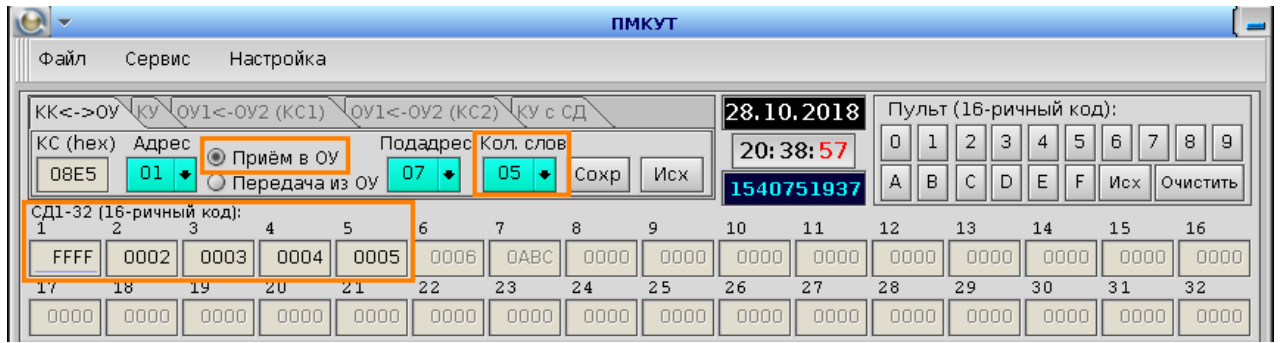 ПМКУТ
Файл Сервис Настройка
КК<->ОУ КУ ОУ1<-ОУ2 (КС1) ОУ1<-ОУ2 (КС2) КУ с СД 28.10.2018 Пульт (16-ричный код):
КС (hex) Адрес Приём в ОУ Подадрес Кол. слов 20:38:57 0 1 2 3 4 5 6 7 8 9
08E5 01 Передача из ОУ 07 05 Сохр Исх 1540751937 A B C D E F Исх Очистить
СД1-32 (16-ричный код):
1 2 3 4 5 6 7 8 9 10 11 12 13 14 15 16
FFFF 0002 0003 0004 0005 0006 0ABC 0000 0000 0000 0000 0000 0000 0000 0000 0000
17 18 19 20 21 22 23 24 25 26 27 28 29 30 31 32
0000 0000 0000 0000 0000 0000 0000 0000 0000 0000 0000 0000 0000 0000 0000 0000